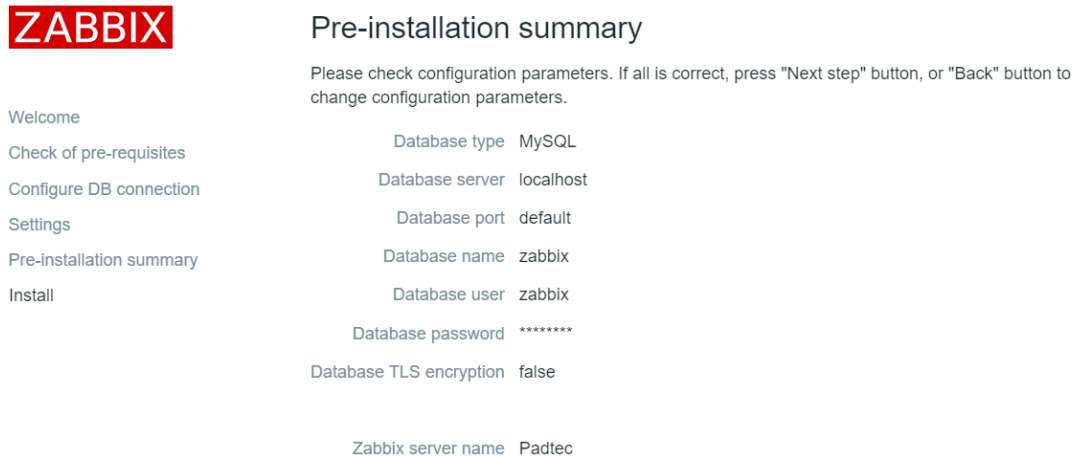 ZABBIX
Welcome
Check of pre-requisites
Configure DB connection
Settings
Pre-installation summary
Install
Pre-installation summary
Please check configuration parameters. If all is correct, press "Next step" button, or "Back" button to
change configuration parameters.
Database type MySQL
Database server localhost
Database port default
Database name zabbix
Database user zabbix
Database password ********
Database TLS encryption false
Zabbix server name Padtec